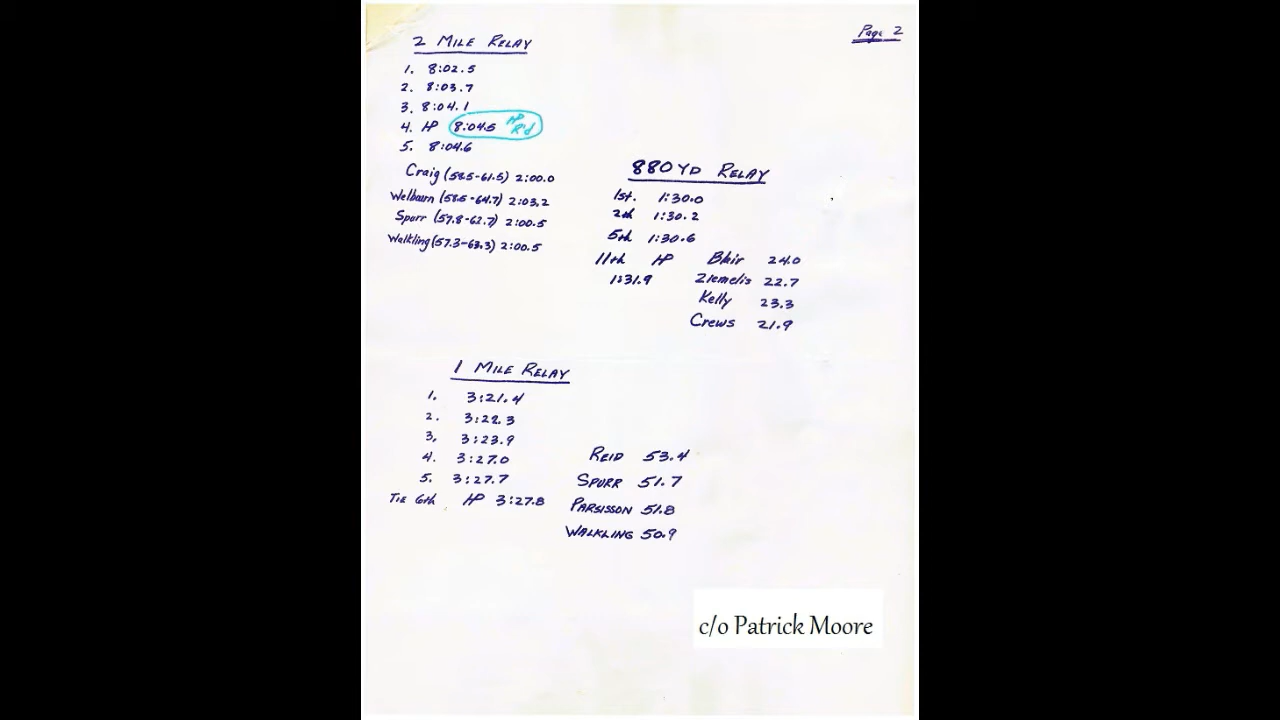 Page 2
2 MILE RELAY
1. 8:02.5
2. 8:03.7
3. 8:04.1
4. HP 8:04.5 HP R'd
5. 8:04.6
Craig (58.5-61.5) 2:00.0
Welbourn (58.5-64.7) 2:03.2
Spurr (57.8-62.7) 2:00.5
Walkling (57.3-63.3) 2:00.5
880 YD RELAY
1st. 1:30.0
2th 1:30.2
5th 1:30.6
11th HP Blair 24.0
1:31.9 Ziemelis 22.7
Kelly 23.3
Crews 21.9
1 MILE RELAY
1. 3:21.4
2. 3:22.3
3, 3:23.9
4. 3:27.0
5. 3:27.7
TIE 6th HP 3:27.8
REID 53.4
SPURR 51.7
PARSISSON 51.8
WALKLING 50.9
c/o Patrick Moore